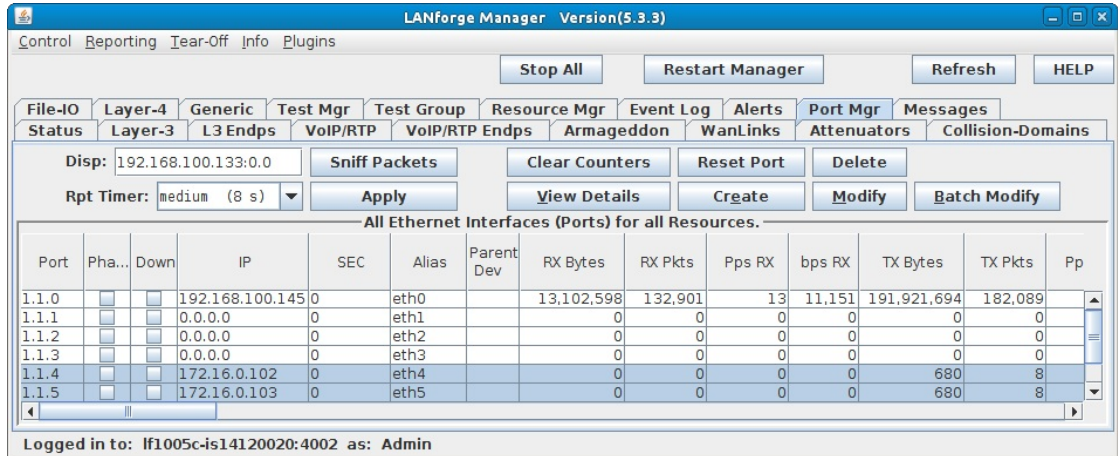 LANforge Manager Version(5.3.3)
Control Reporting Tear-Off Info Plugins
Stop All Restart Manager Refresh HELP
File-IO Layer-4 Generic Test Mgr Test Group Resource Mgr Event Log Alerts Port Mgr Messages
Status Layer-3 L3 Endps VoIP/RTP VoIP/RTP Endps Armageddon WanLinks Attenuators Collision-Domains
Disp: 192.168.100.133:0.0 Sniff Packets Clear Counters Reset Port Delete
Rpt Timer: medium (8 s) Apply View Details Create Modify Batch Modify
All Ethernet Interfaces (Ports) for all Resources.
Port Pha... Down IP SEC Alias Parent Dev RX Bytes RX Pkts Pps RX bps RX TX Bytes TX Pkts Pp
1.1.0 192.168.100.145 0 eth0 13,102,598 132,901 13 11,151 191,921,694 182,089
1.1.1 0.0.0.0 0 eth1 0 0 0 0 0 0
1.1.2 0.0.0.0 0 eth2 0 0 0 0 0 0
1.1.3 0.0.0.0 0 eth3 0 0 0 0 0 0
1.1.4 172.16.0.102 0 eth4 0 0 0 0 680 8
1.1.5 172.16.0.103 0 eth5 0 0 0 0 680 8
Logged in to: lf1005c-is14120020:4002 as: Admin